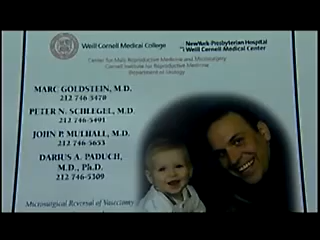 Weill Cornell Medical College
NewYork-Presbyterian Hospital
Weill Cornell Medical Center
Center for Male Reproductive Medicine and Microsurgery
Cornell Institute for Reproductive Medicine
Department of Urology
MARC GOLDSTEIN, M.D.
212 746-5470
PETER N. SCHLEGEL, M.D.
212 746-5491
JOHN P. MULHALL, M.D.
212 746-5653
DARIUS A. PADUCH,
M.D., Ph.D.
212 746-5309
Microsurgical Reversal of Vasectomy